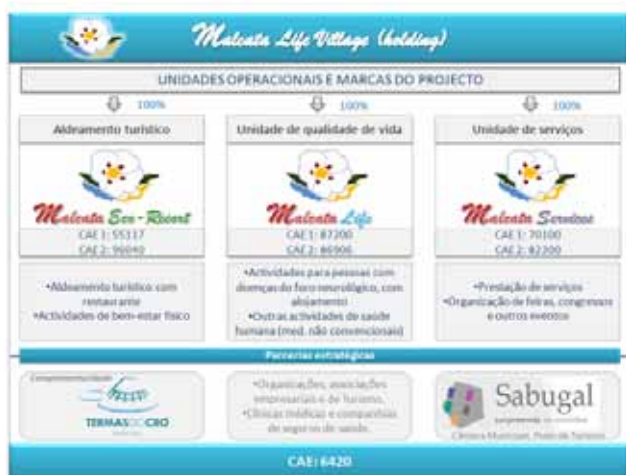 Malcata Life Village (holding)
UNIDADES OPERACIONAIS E MARCAS DO PROJECTO
100%
100%
100%
Aldeamento turístico
Unidade de qualidade de vida
Unidade de serviços
Malcata Eco-Resort
CAE 1: 55117
CAE 2: 96040
Malcata Life
CAE 1: 87200
CAE 2: 86906
Malcata Services
CAE 1: 70100
CAE 2: 82300
•Aldeamento turístico com
restaurante
•Actividades de bem-estar físico
•Actividades para pessoas com
doenças do foro neurológico, com
alojamento
•Outras actividades de saúde
humana (med. não convencionais)
•Prestação de serviços
•Organização de feiras, congressos
e outros eventos
Parcerias estratégicas
Complementaridade
TERMAS DO CRÓ
•Organizações, associações
empresariais e de Turismo.
•Clínicas médicas e companhias
de seguros de saúde.
Sabugal
Câmara Municipal, Posto de Turismo
CAE: 6420